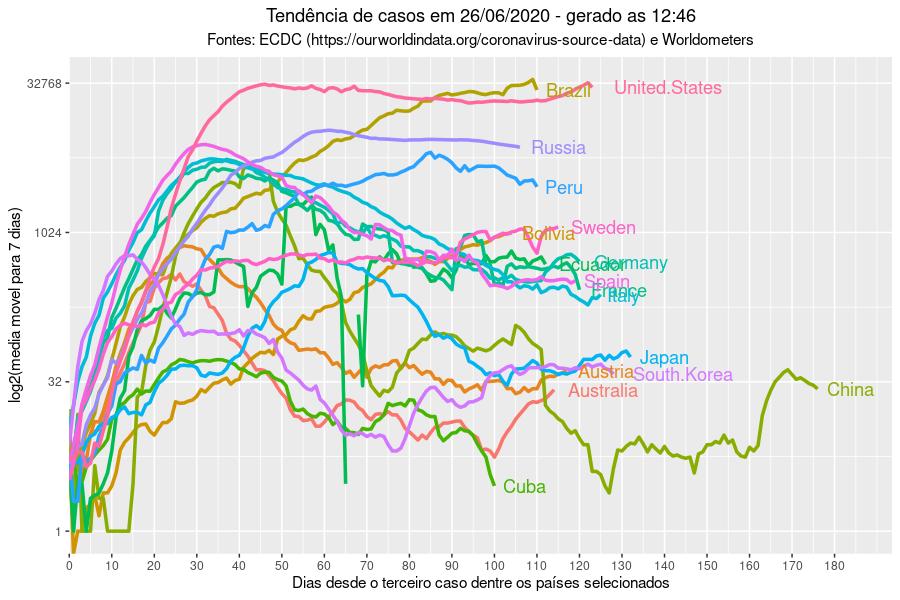 Tendência de casos em 26/06/2020 - gerado as 12:46
Fontes: ECDC (https://ourworldindata.org/coronavirus-source-data) e Worldometers
log2(media movel para 7 dias)
32768
1024
32
1
United.States
Brazil
Russia
Peru
Sweden
Bolivia
Germany
Ecuador
Spain
France
Italy
Japan
Austria
South.Korea
Australia
China
Cuba
0 10 20 30 40 50 60 70 80 90 100 110 120 130 140 150 160 170 180
Dias desde o terceiro caso dentre os países selecionados